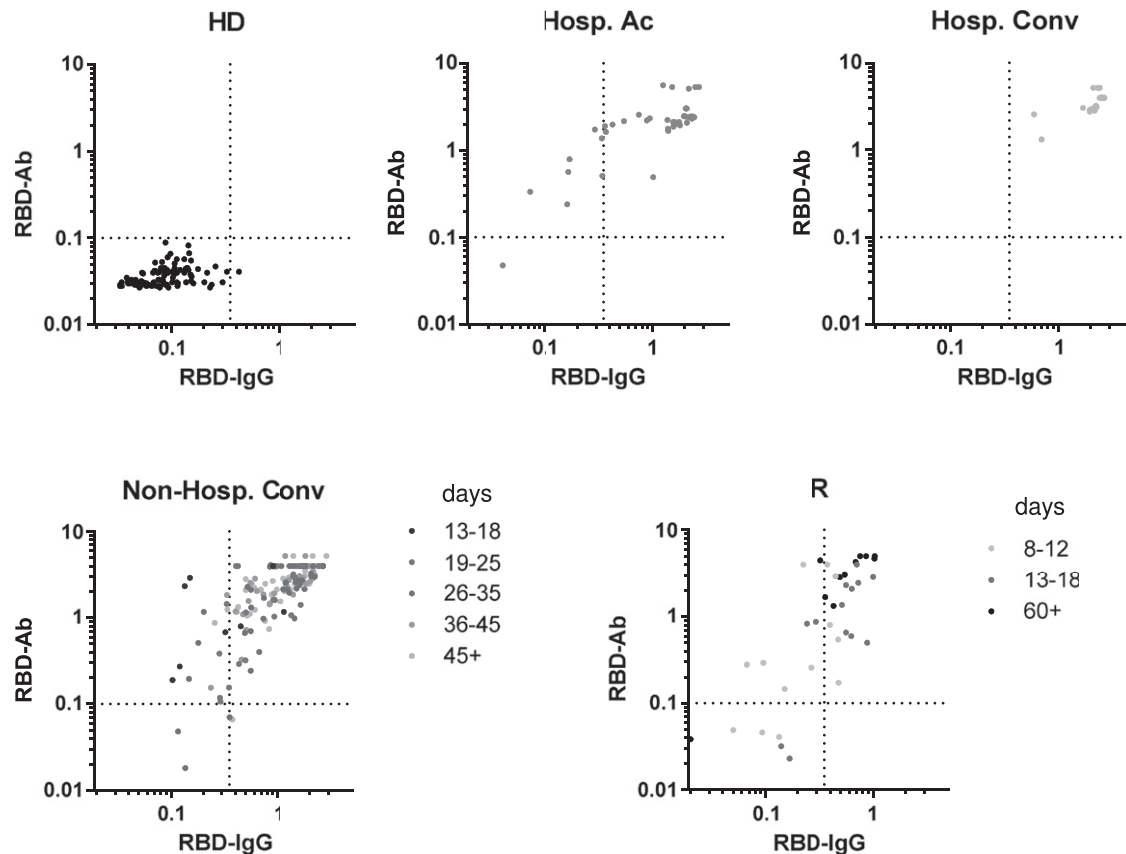 HD
10
1
0.1
0.01
RBD-Ab
0.1
1
RBD-IgG
Hosp. Ac
10
1
0.1
0.01
RBD-Ab
0.1
1
RBD-IgG
Hosp. Conv
10
1
0.1
0.01
RBD-Ab
0.1
1
RBD-IgG
Non-Hosp. Conv
10
1
0.1
0.01
RBD-Ab
0.1
1
RBD-IgG
days
13-18
19-25
26-35
36-45
45+
R
10
1
0.1
0.01
RBD-Ab
0.1
1
RBD-IgG
days
8-12
13-18
60+